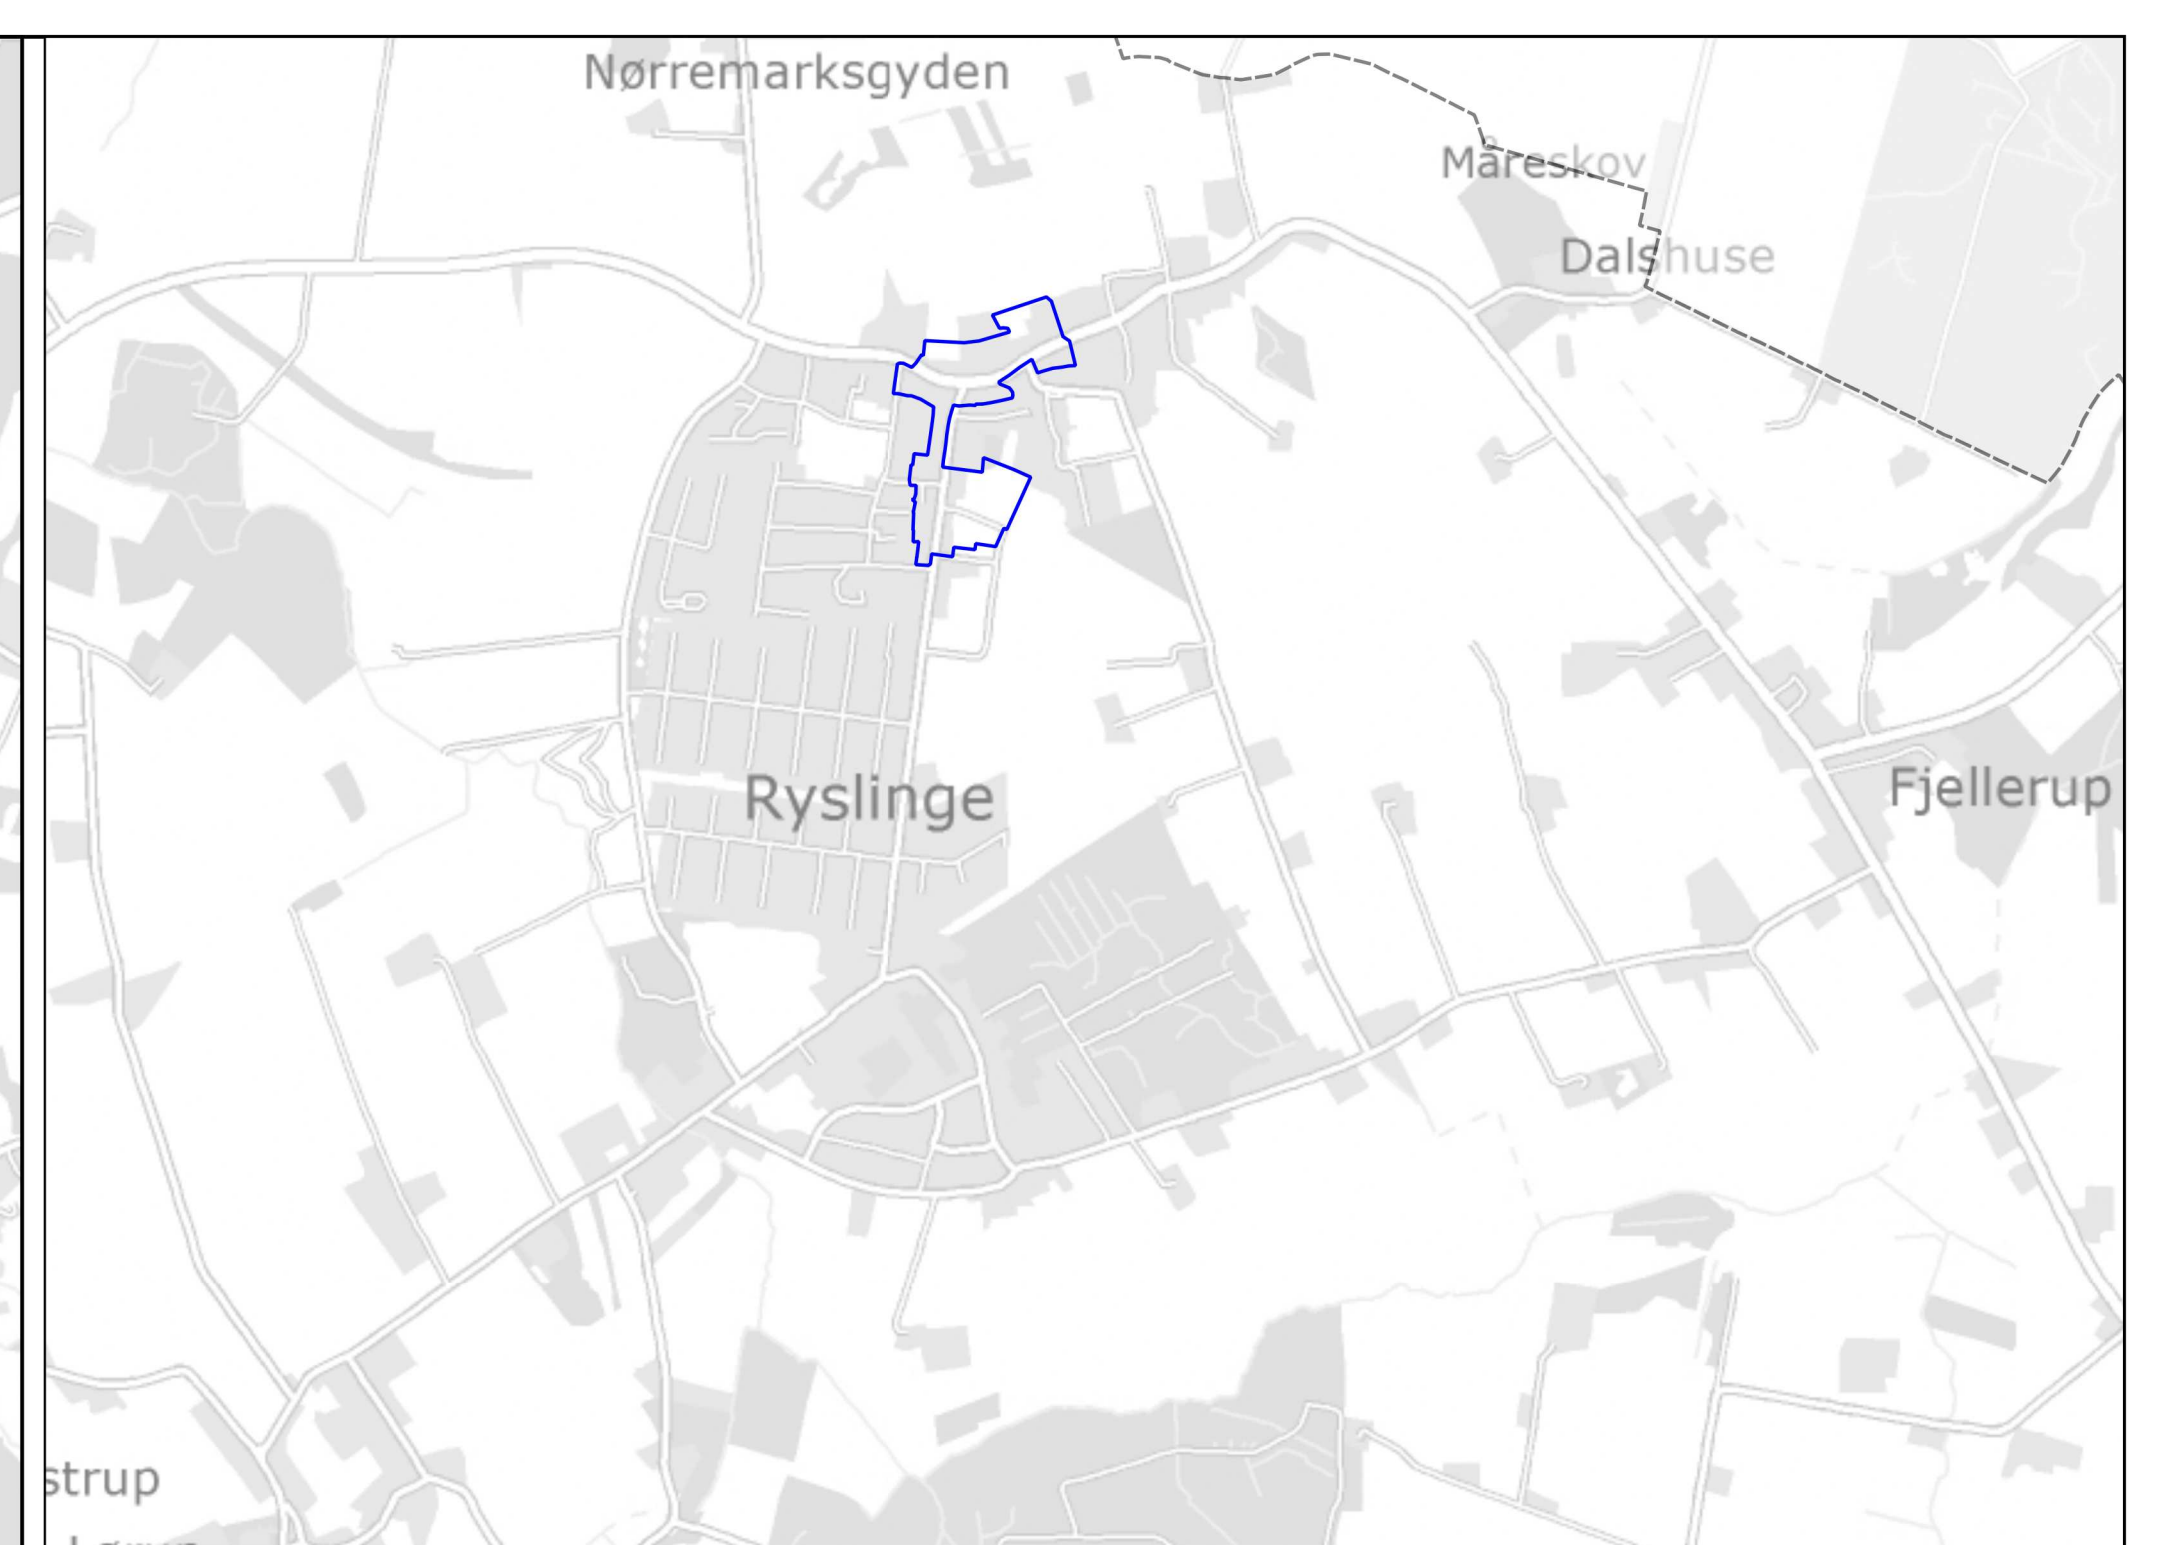 Nørremarksgyden
Måreskov
Dalshuse
Ryslinge
Fjellerup
strup